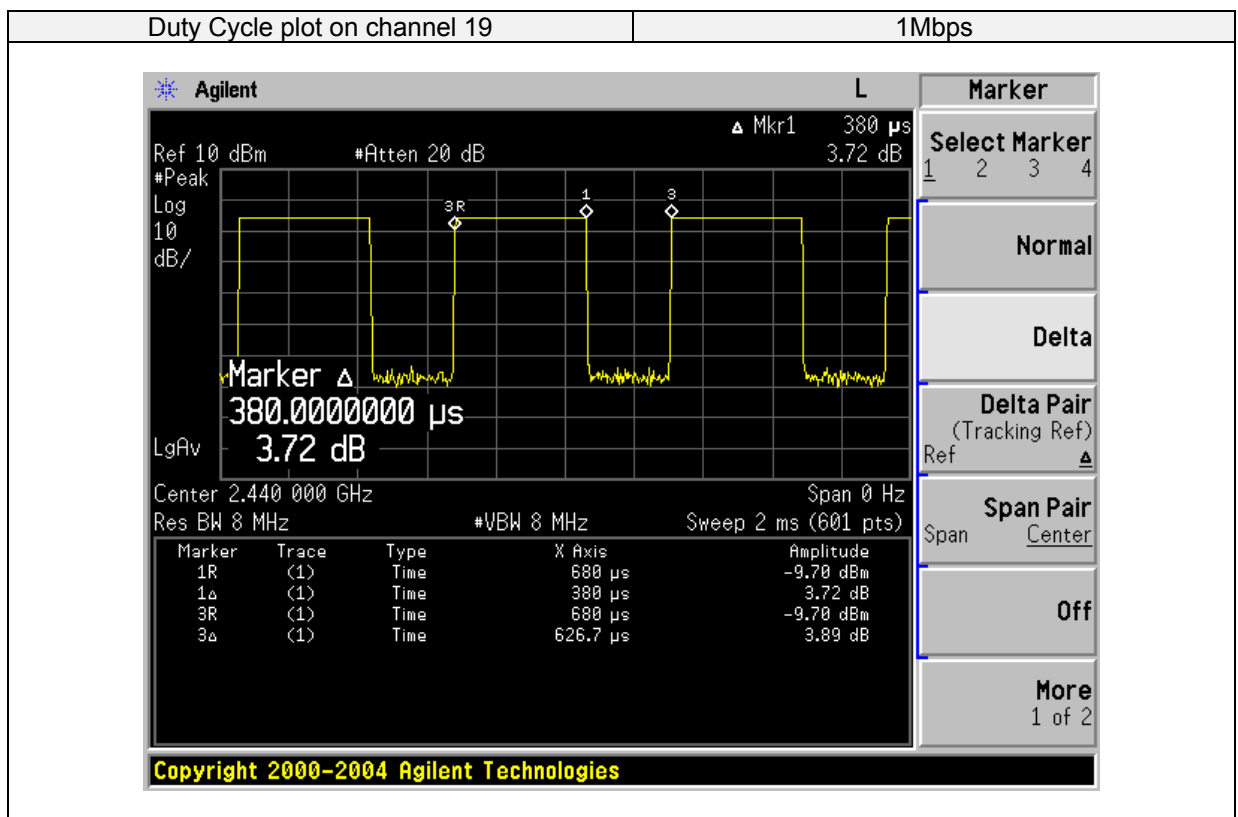 Duty Cycle plot on channel 19 1Mbps
Agilent L Marker
Δ Mkr1 380 µs
Ref 10 dBm #Atten 20 dB 3.72 dB
#Peak
Log
10
dB/
3R 1 3
Marker Δ
380.0000000 µs
3.72 dB
LgAv
Center 2.440 000 GHz Span 0 Hz
Res BW 8 MHz #VBW 8 MHz Sweep 2 ms (601 pts)
Marker Trace Type X Axis Amplitude
1R (1) Time 680 µs -9.70 dBm
1Δ (1) Time 380 µs 3.72 dB
3R (1) Time 680 µs -9.70 dBm
3Δ (1) Time 626.7 µs 3.89 dB
Select Marker
1 2 3 4
Normal
Delta
Delta Pair
(Tracking Ref)
Ref Δ
Span Pair
Span Center
Off
More
1 of 2
Copyright 2000-2004 Agilent Technologies